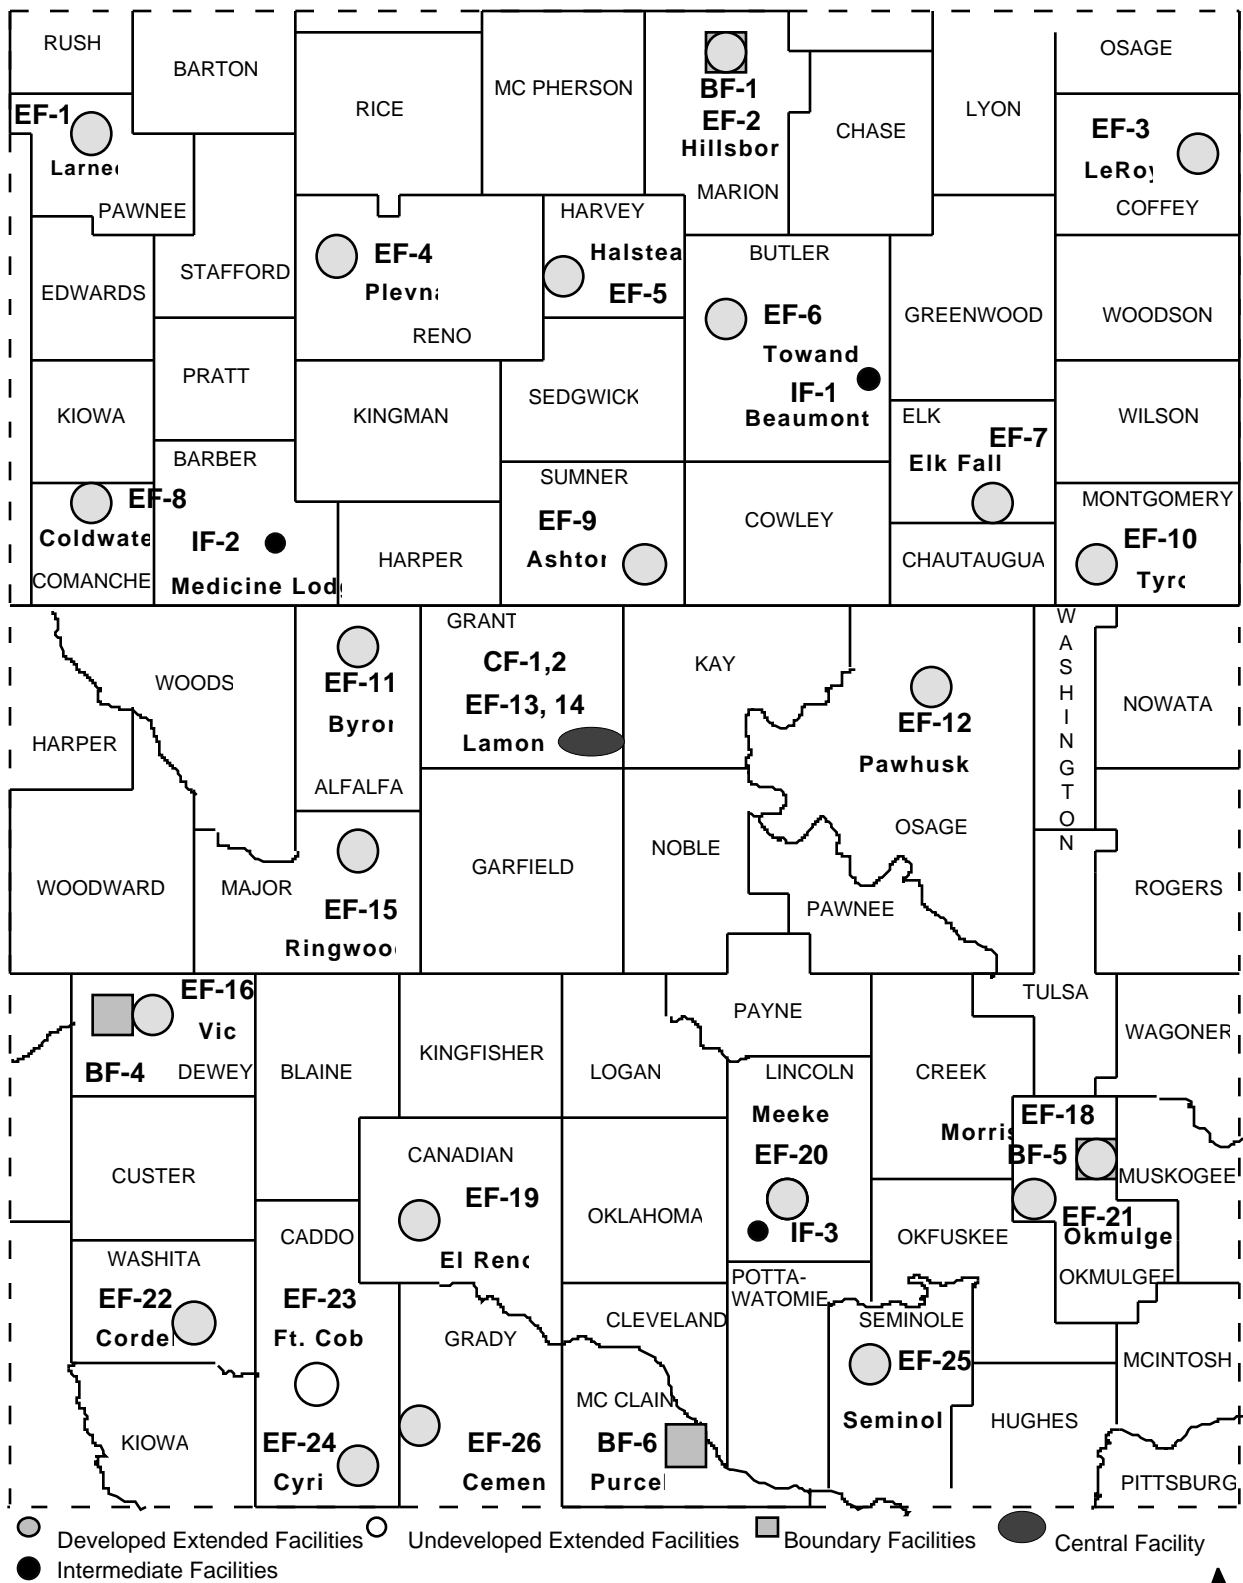 RUSH
BARTON
RICE
MC PHERSON
BF-1
EF-2
Hillsbor
MARION
CHASE
LYON
OSAGE
EF-1
Larne
PAWNEE
EF-3
LeRoy
COFFEY
EDWARDS
STAFFORD
EF-4
Plevna
RENO
HARVEY
Halstea
EF-5
BUTLER
EF-6
Towand
IF-1
Beaumont
GREENWOOD
WOODSON
KIOWA
PRATT
KINGMAN
SEDGWICK
ELK
EF-7
Elk Fall
WILSON
BARBER
EF-8
Coldwate
COMANCHE
IF-2
Medicine Lod
HARPER
SUMNER
EF-9
Ashton
COWLEY
CHAUTAUGUA
MONTGOMERY
EF-10
Tyro
WOODS
HARPER
EF-11
Byron
ALFALFA
GRANT
CF-1,2
EF-13, 14
Lamon
KAY
EF-12
Pawhusk
OSAGE
WASHINGTON
NOWATA
WOODWARD
MAJOR
EF-15
Ringwoo
GARFIELD
NOBLE
PAWNEE
ROGERS
EF-16
Vic
BF-4
DEWEY
BLAINE
KINGFISHER
LOGAN
PAYNE
TULSA
WAGONER
LINCOLN
Meeke
EF-20
IF-3
CREEK
EF-18
Morris
BF-5
MUSKOGEE
CUSTER
CANADIAN
EF-19
El Reno
OKLAHOMA
OKFUSKEE
EF-21
Okmulge
OKMULGEE
WASHITA
EF-22
Cordel
CADDO
EF-23
Ft. Cob
GRADY
CLEVELAND
POTTA-
WATOMIE
SEMINOLE
EF-25
Seminol
MCINTOSH
KIOWA
EF-24
Cyri
EF-26
Cemen
MC CLAIN
BF-6
Purcel
HUGHES
PITTSBURG
Developed Extended Facilities Undeveloped Extended Facilities Boundary Facilities Central Facility
Intermediate Facilities